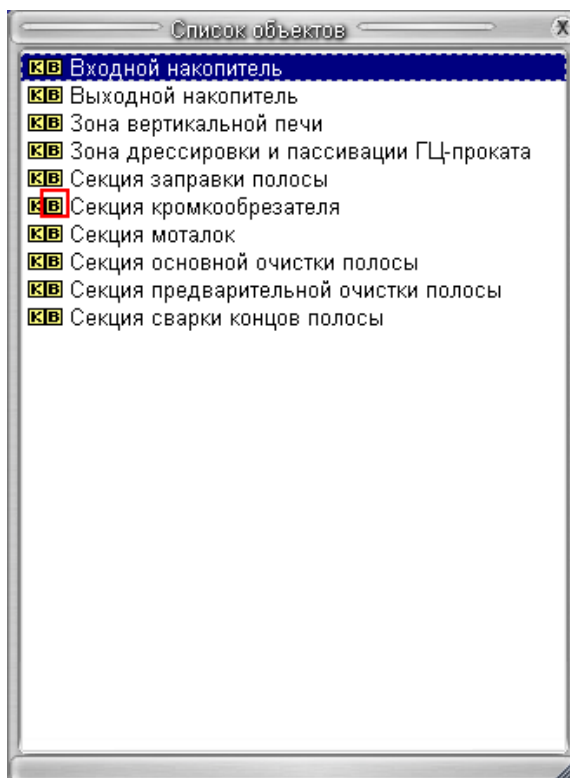 Список объектов X
КВ Входной накопитель
КВ Выходной накопитель
КВ Зона вертикальной печи
КВ Зона дрессировки и пассивации ГЦ-проката
КВ Секция заправки полосы
КВ Секция кромкообрезателя
КВ Секция моталок
КВ Секция основной очистки полосы
КВ Секция предварительной очистки полосы
КВ Секция сварки концов полосы